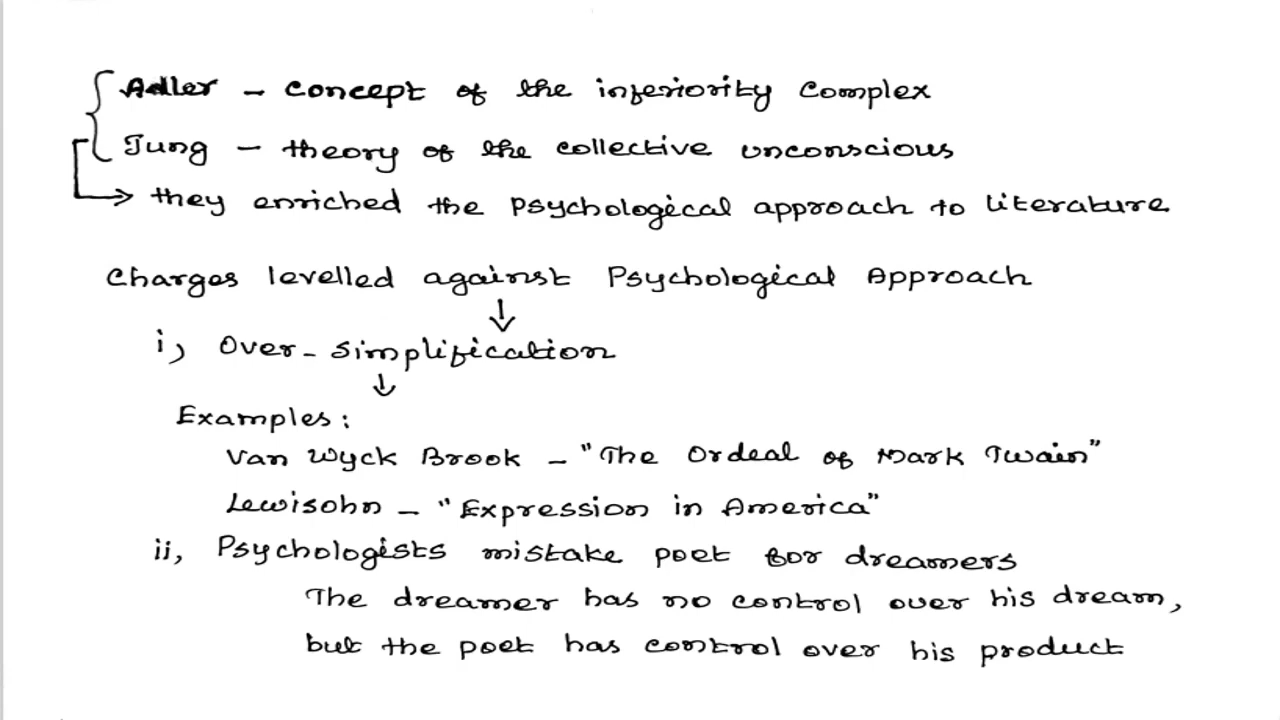 Adler - concept of the inferiority complex
Jung - theory of the collective unconscious
they enriched the psychological approach to literature
Charges levelled against Psychological Approach
i, Over-simplification
Examples:
Van Wyck Brook - "The Ordeal of Mark Twain"
Lewisohn - "Expression in America"
ii, Psychologists mistake poet for dreamers
The dreamer has no control over his dream,
but the poet has control over his product